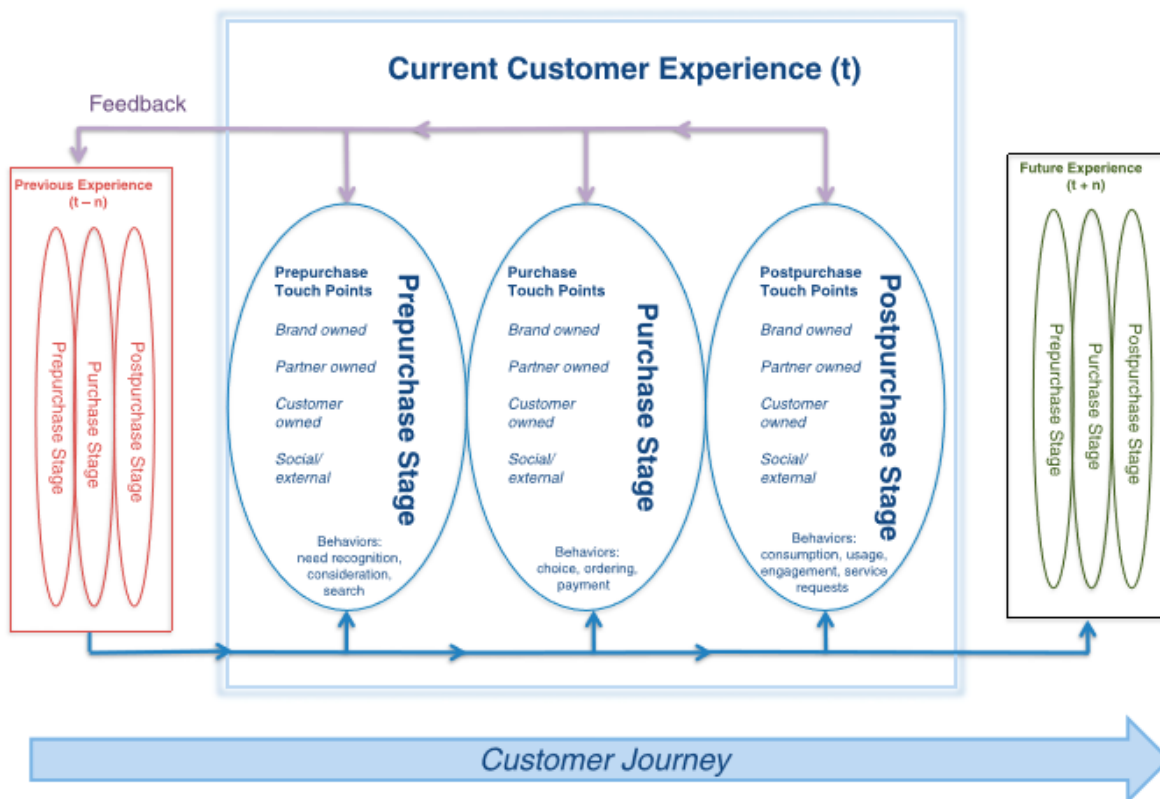 Current Customer Experience (t)
Feedback
Previous Experience
(t – n)
Prepurchase Stage
Purchase Stage
Postpurchase Stage
Prepurchase
Touch Points
Brand owned
Partner owned
Customer
owned
Social/
external
Prepurchase Stage
Behaviors:
need recognition,
consideration,
search
Purchase
Touch Points
Brand owned
Partner owned
Customer
owned
Social/
external
Purchase Stage
Behaviors:
choice, ordering,
payment
Postpurchase
Touch Points
Brand owned
Partner owned
Customer
owned
Social/
external
Postpurchase Stage
Behaviors:
consumption, usage,
engagement, service
requests
Future Experience
(t + n)
Prepurchase Stage
Purchase Stage
Postpurchase Stage
Customer Journey